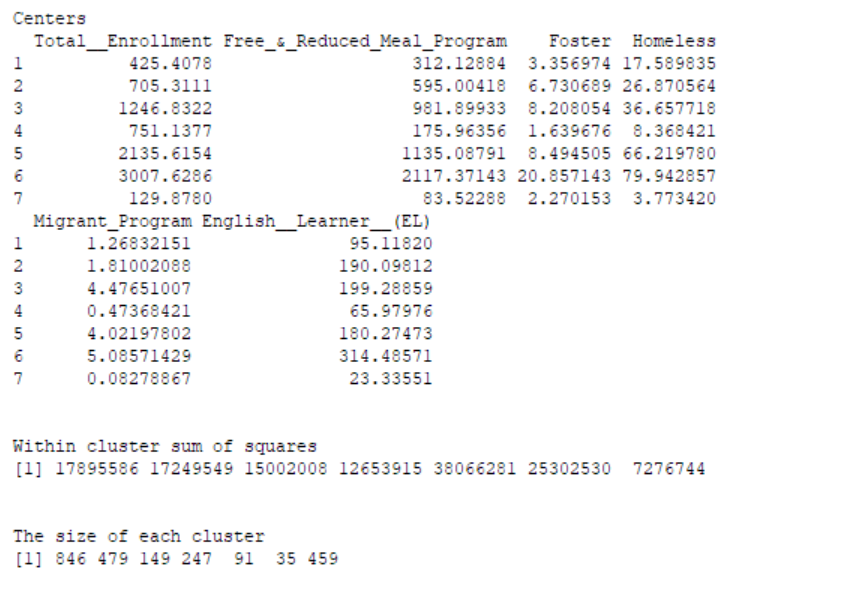 Centers
  Total__Enrollment Free_&_Reduced_Meal_Program    Foster  Homeless
1          425.4078                   312.12884  3.356974 17.589835
2          705.3111                   595.00418  6.730689 26.870564
3         1246.8322                   981.89933  8.208054 36.657718
4          751.1377                   175.96356  1.639676  8.368421
5         2135.6154                  1135.08791  8.494505 66.219780
6         3007.6286                  2117.37143 20.857143 79.942857
7          129.8780                    83.52288  2.270153  3.773420
  Migrant_Program English__Learner__(EL)
1      1.26832151               95.11820
2      1.81002088              190.09812
3      4.47651007              199.28859
4      0.47368421               65.97976
5      4.02197802              180.27473
6      5.08571429              314.48571
7      0.08278867               23.33551
Within cluster sum of squares
[1] 17895586 17249549 15002008 12653915 38066281 25302530  7276744
The size of each cluster
[1] 846 479 149 247  91  35 459